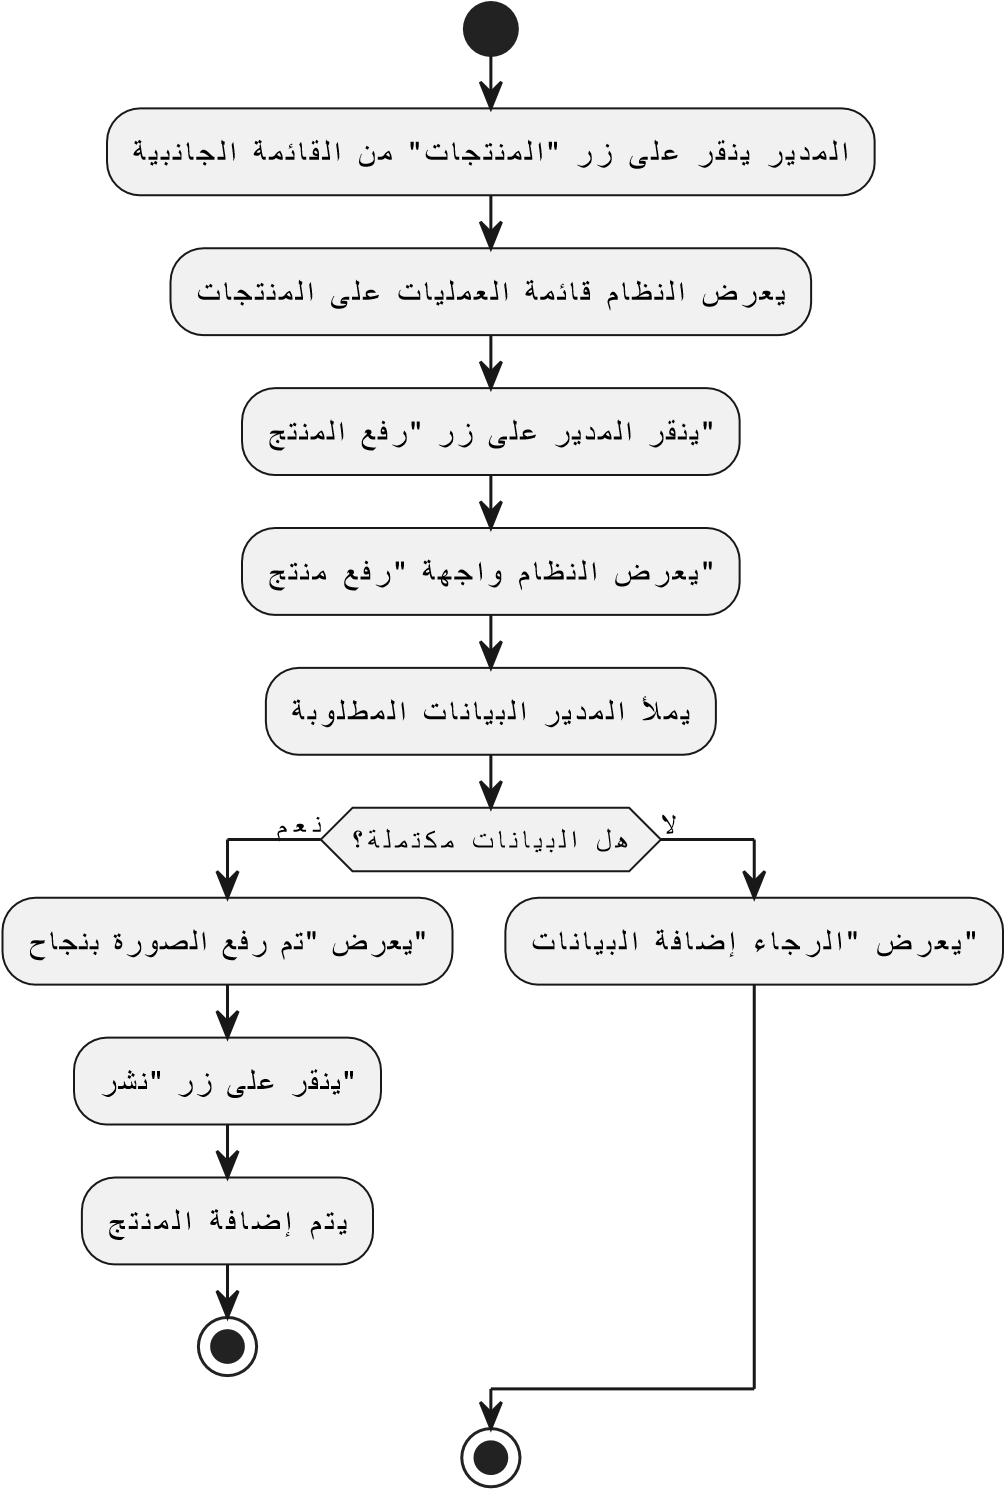 المدير ينقر على زر "المنتجات" من القائمة الجانبية
يعرض النظام قائمة العمليات على المنتجات
ينقر المدير على زر "رفع المنتج"
يعرض النظام واجهة "رفع منتج"
يملأ المدير البيانات المطلوبة
هل البيانات مكتملة؟
نعم
لا
يعرض "تم رفع الصورة بنجاح"
يعرض "الرجاء إضافة البيانات"
ينقر على زر "نشر"
يتم إضافة المنتج